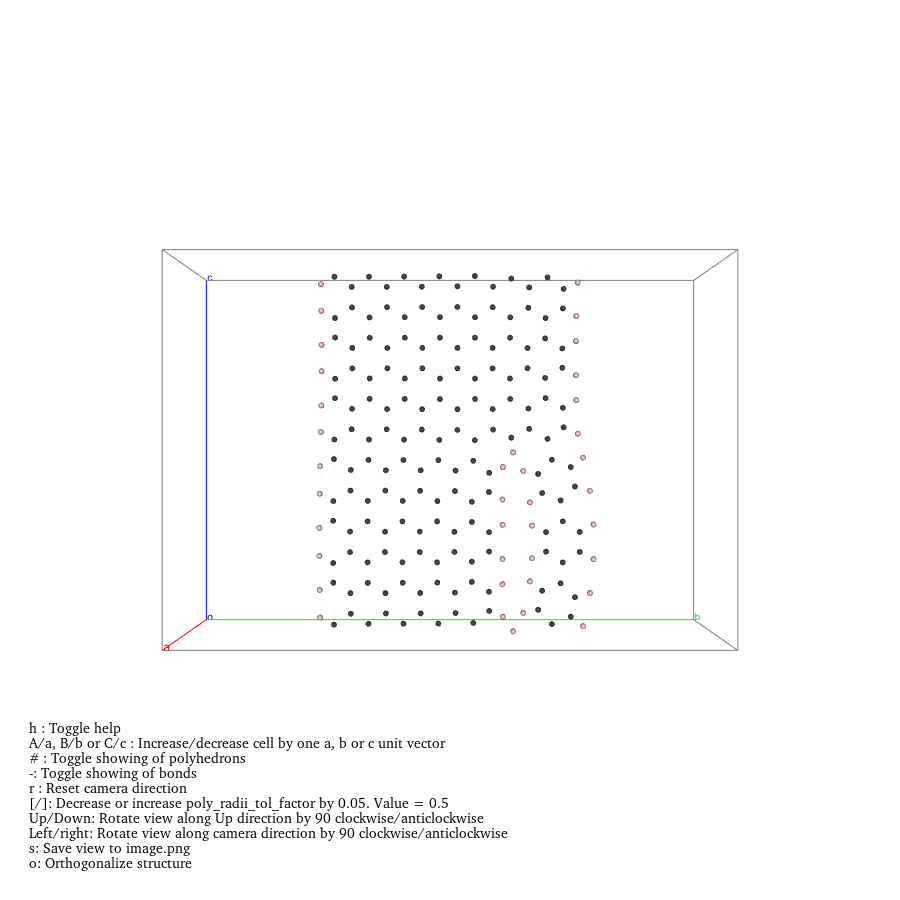 c
o
b
a
h : Toggle help
A/a, B/b or C/c : Increase/decrease cell by one a, b or c unit vector
# : Toggle showing of polyhedrons
-: Toggle showing of bonds
r : Reset camera direction
[/]: Decrease or increase poly_radii_tol_factor by 0.05. Value = 0.5
Up/Down: Rotate view along Up direction by 90 clockwise/anticlockwise
Left/right: Rotate view along camera direction by 90 clockwise/anticlockwise
s: Save view to image.png
o: Orthogonalize structure